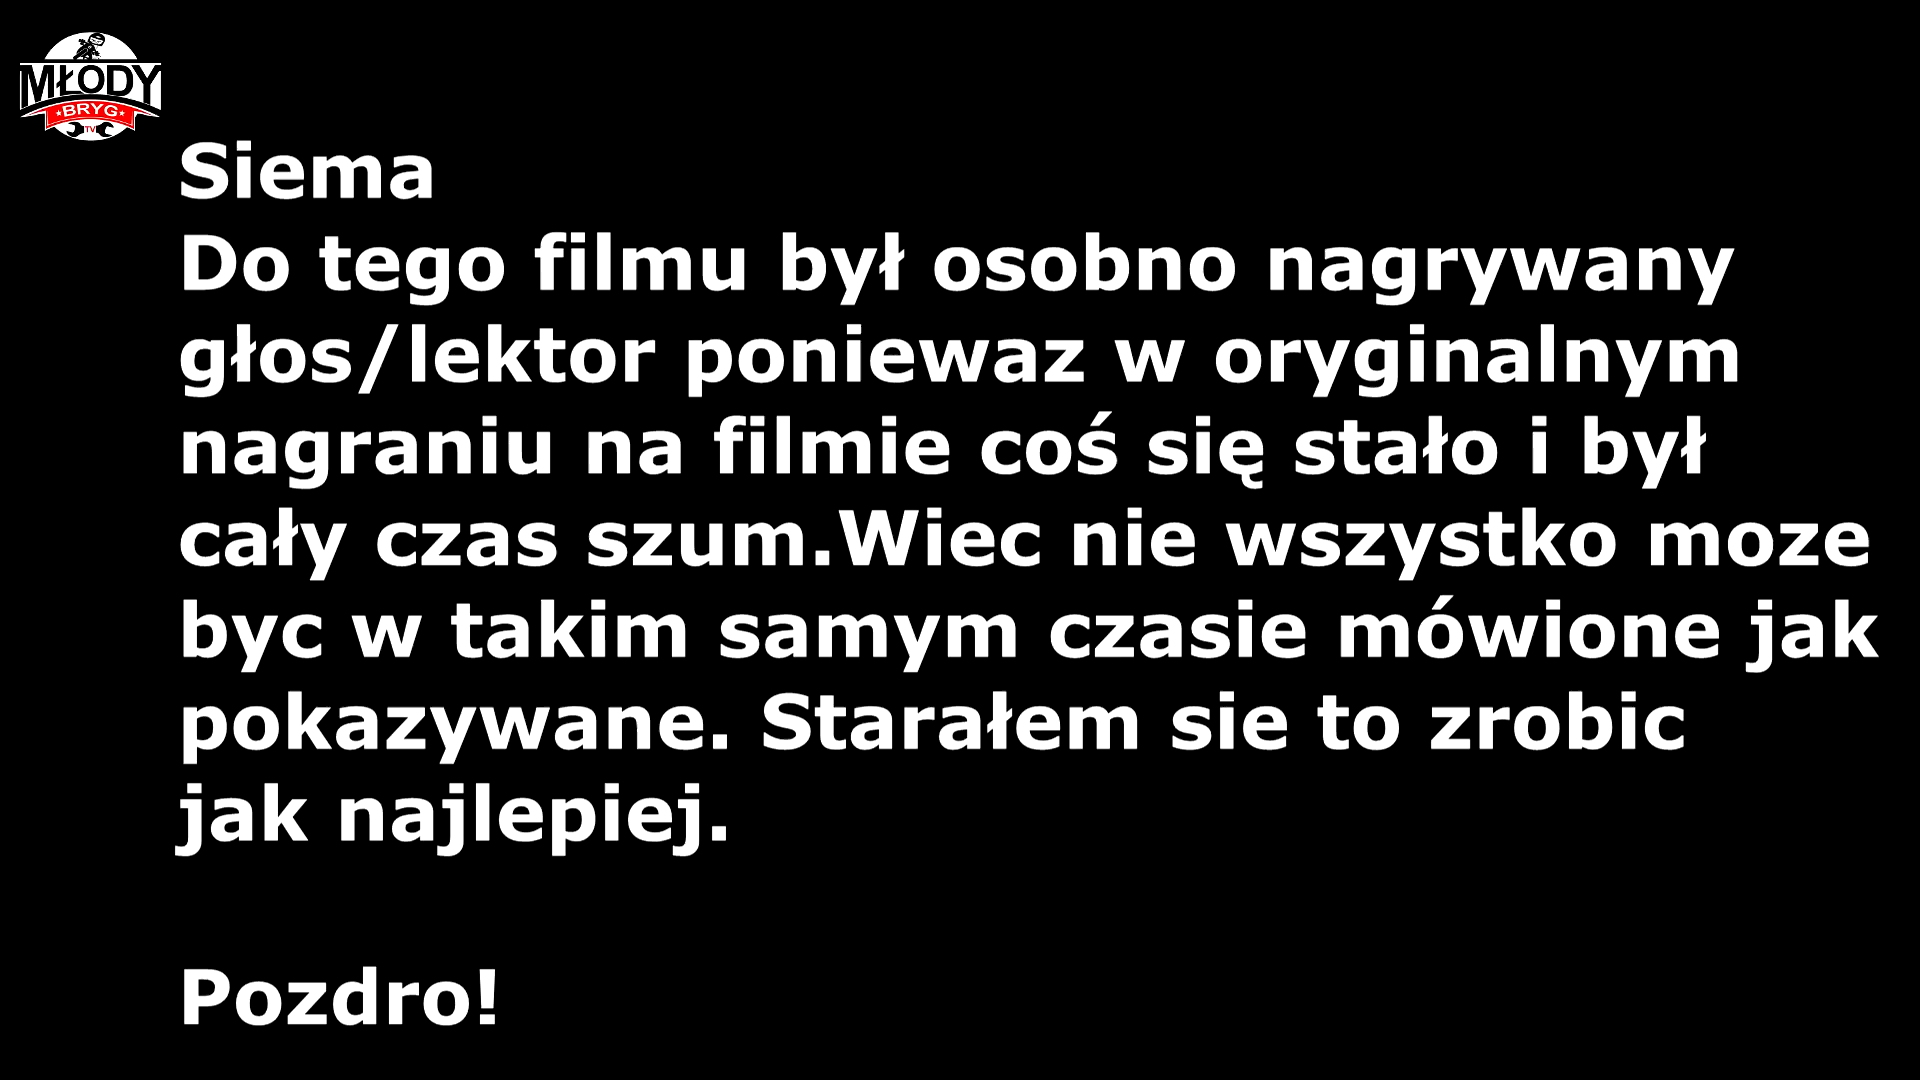 MŁODY
BRYG
TV
Siema
Do tego filmu był osobno nagrywany
głos/lektor poniewaz w oryginalnym
nagraniu na filmie coś się stało i był
cały czas szum.Wiec nie wszystko moze
byc w takim samym czasie mówione jak
pokazywane. Starałem sie to zrobic
jak najlepiej.
Pozdro!